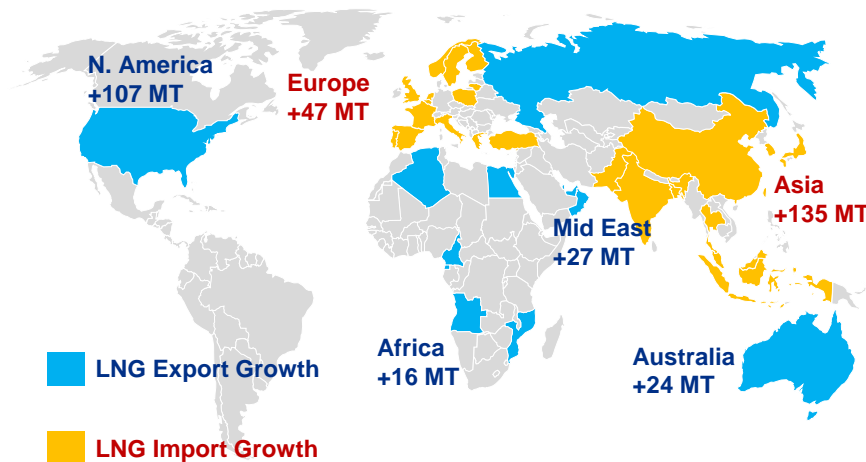 N. America
+107 MT
Europe
+47 MT
Asia
+135 MT
Mid East
+27 MT
Africa
+16 MT
Australia
+24 MT
LNG Export Growth
LNG Import Growth